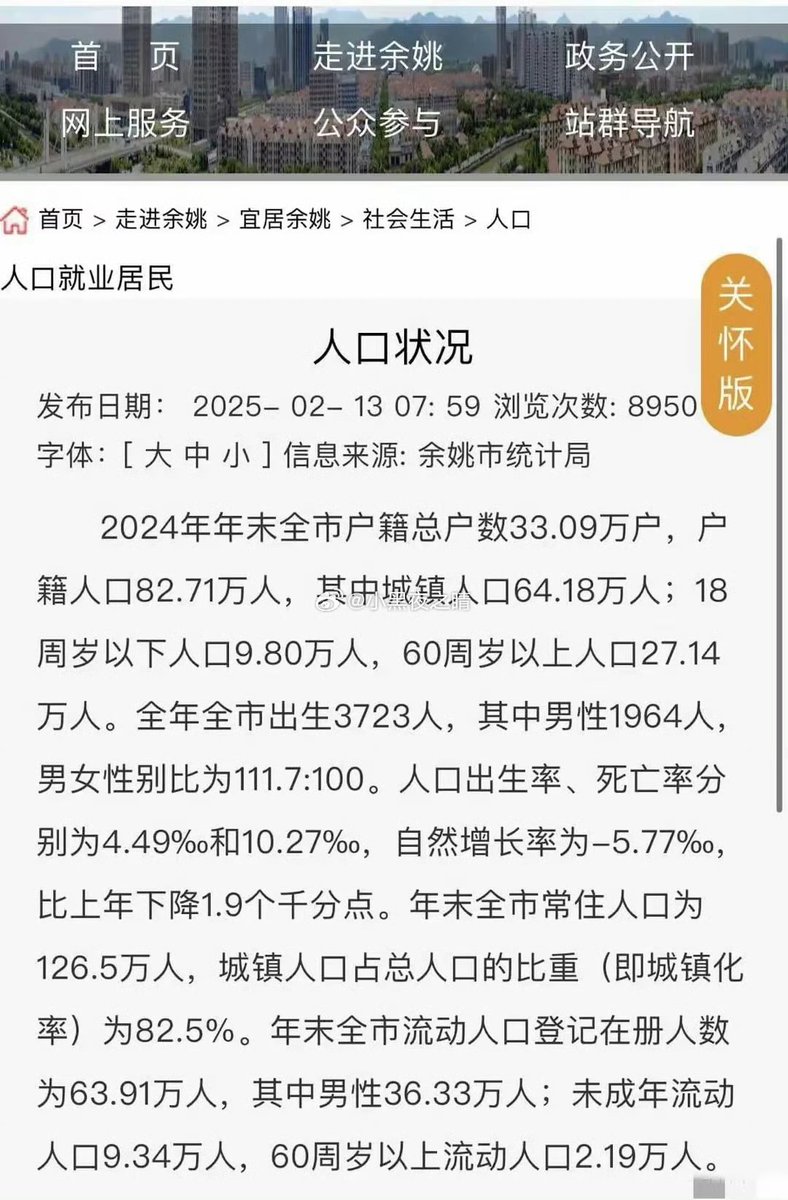 首 页 走进余姚 政务公开
网上服务 公众参与 站群导航
首页 > 走进余姚 > 宜居余姚 > 社会生活 > 人口
人口就业居民
关怀版
人口状况
发布日期： 2025- 02- 13 07: 59 浏览次数: 8950
字体：[ 大 中 小 ] 信息来源: 余姚市统计局
2024年年末全市户籍总户数33.09万户，户
籍人口82.71万人，其中城镇人口64.18万人；18
周岁以下人口9.80万人，60周岁以上人口27.14
万人。全年全市出生3723人，其中男性1964人，
男女性别比为111.7:100。人口出生率、死亡率分
别为4.49‰和10.27‰，自然增长率为-5.77‰，
比上年下降1.9个千分点。年末全市常住人口为
126.5万人，城镇人口占总人口的比重（即城镇化
率）为82.5%。年末全市流动人口登记在册人数
为63.91万人，其中男性36.33万人；未成年流动
人口9.34万人，60周岁以上流动人口2.19万人。
@小黑夜之晴